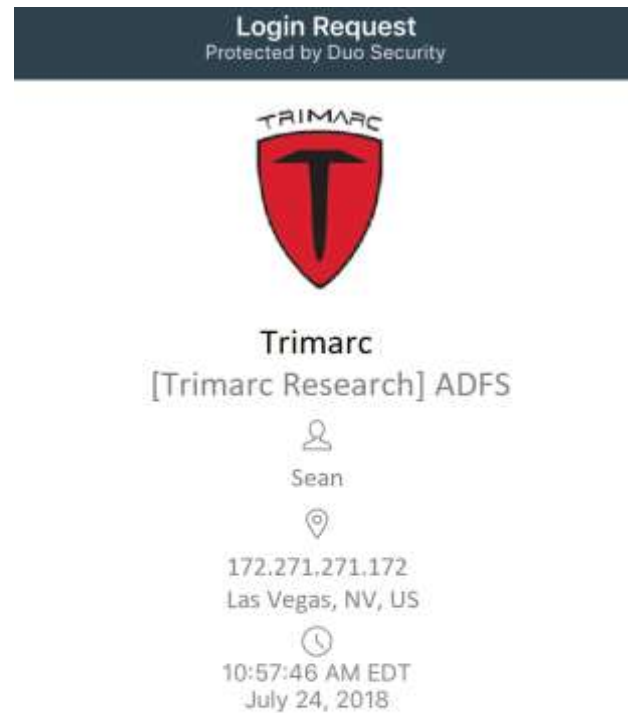 Login Request
Protected by Duo Security
TRIMARC
T
Trimarc
[Trimarc Research] ADFS
Sean
172.271.271.172
Las Vegas, NV, US
10:57:46 AM EDT
July 24, 2018